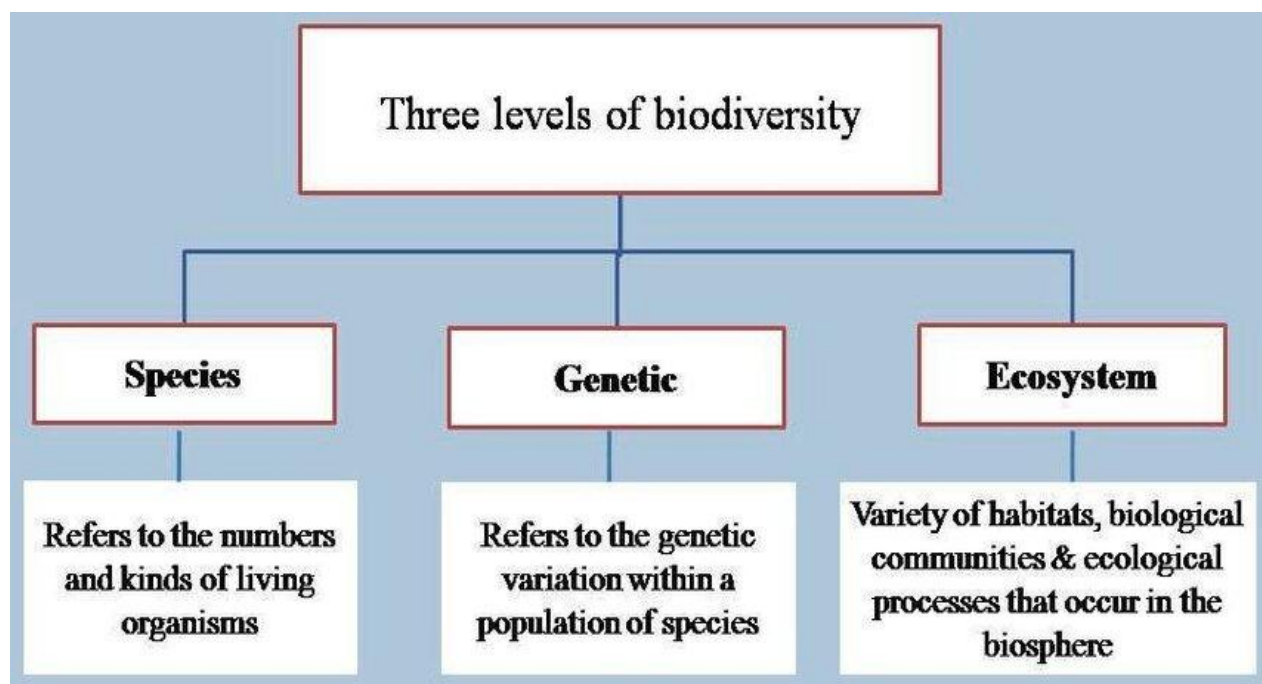 Three levels of biodiversity
Species
Genetic
Ecosystem
Refers to the numbers
and kinds of living
organisms
Refers to the genetic
variation within a
population of species
Variety of habitats, biological
communities & ecological
processes that occur in the
biosphere